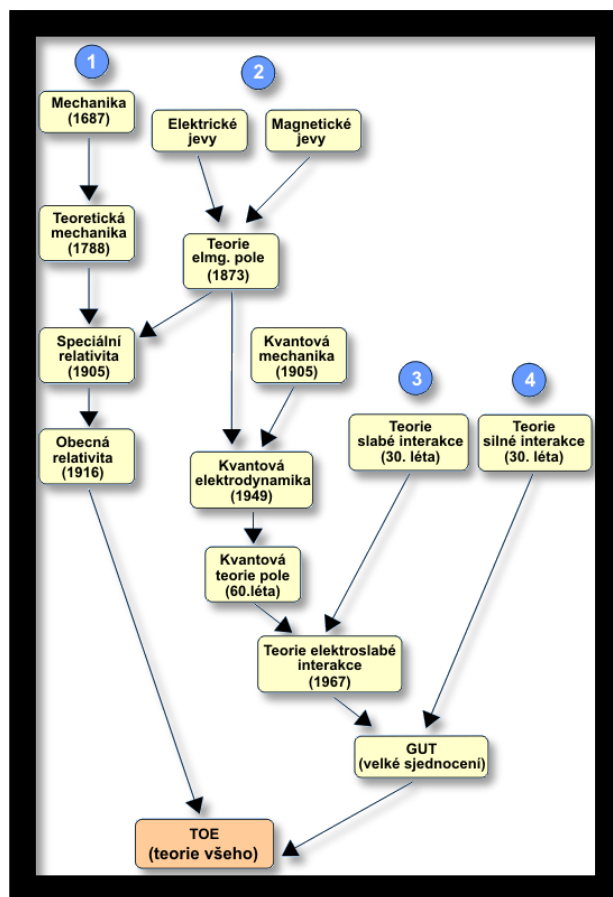 1
2
Mechanika
(1687)
Elektrické
jevy
Magnetické
jevy
Teoretická
mechanika
(1788)
Teorie
elmg. pole
(1873)
Speciální
relativita
(1905)
Kvantová
mechanika
(1905)
3
4
Obecná
relativita
(1916)
Teorie
slabé interakce
(30. léta)
Teorie
silné interakce
(30. léta)
Kvantová
elektrodynamika
(1949)
Kvantová
teorie pole
(60.léta)
Teorie elektroslabé
interakce
(1967)
GUT
(velké sjednocení)
TOE
(teorie všeho)